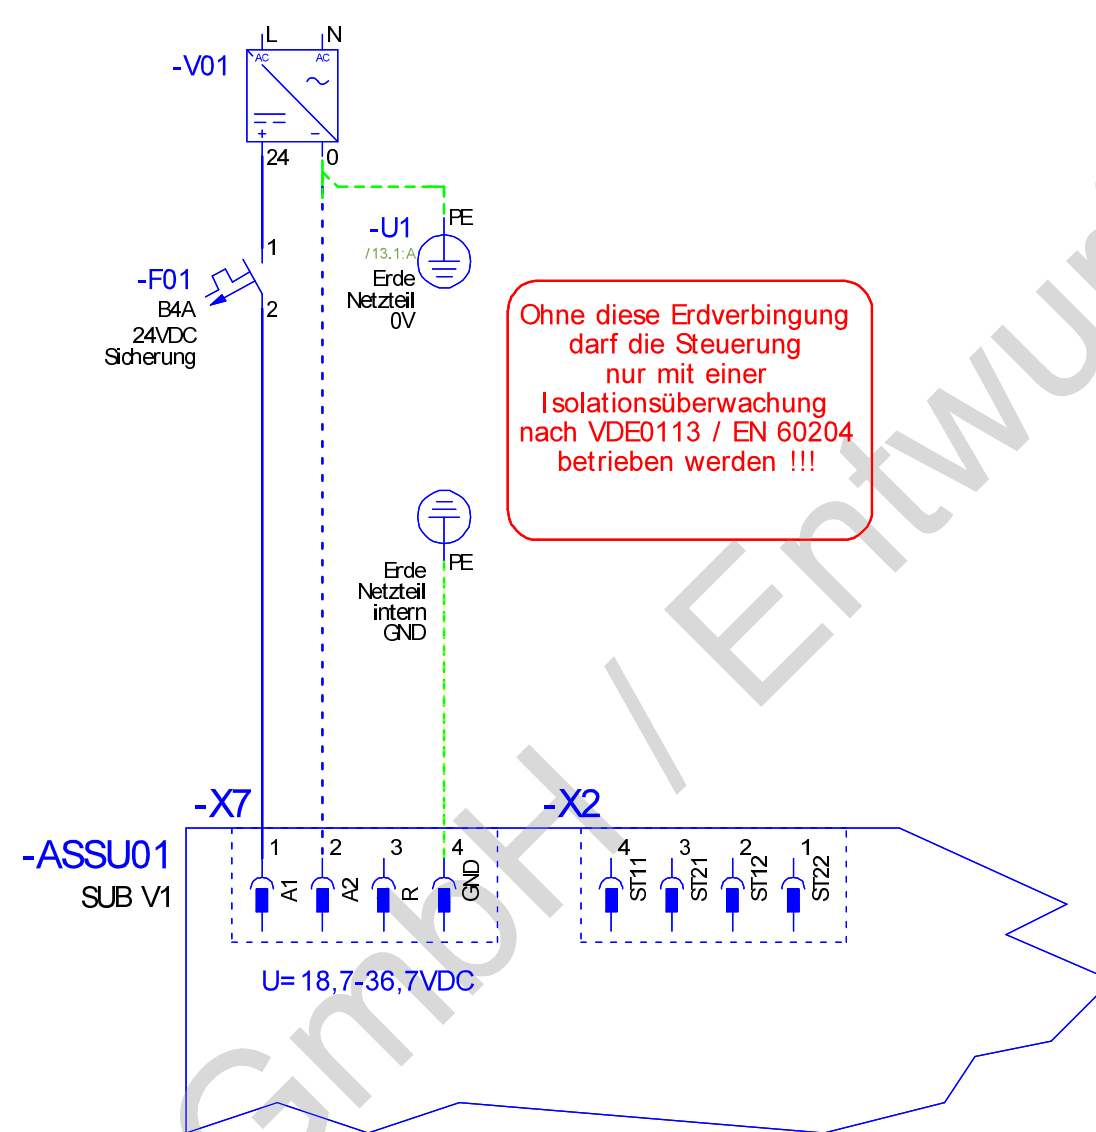 L N
-V01
AC AC
+ -
24 0
PE
-U1
/13.1:A
Erde
Netzteil
0V
1
-F01
B4A
2
24VDC
Sicherung
Ohne diese Erdverbingung
darf die Steuerung
nur mit einer
Isolationsüberwachung
nach VDE0113 / EN 60204
betrieben werden !!!
PE
Erde
Netzteil
intern
GND
-X7
-X2
-ASSU01
SUB V1
1 2 3 4
A1 A2 R GND
4 3 2 1
ST11 ST21 ST12 ST22
U=18,7-36,7VDC
GmbH / Entwur